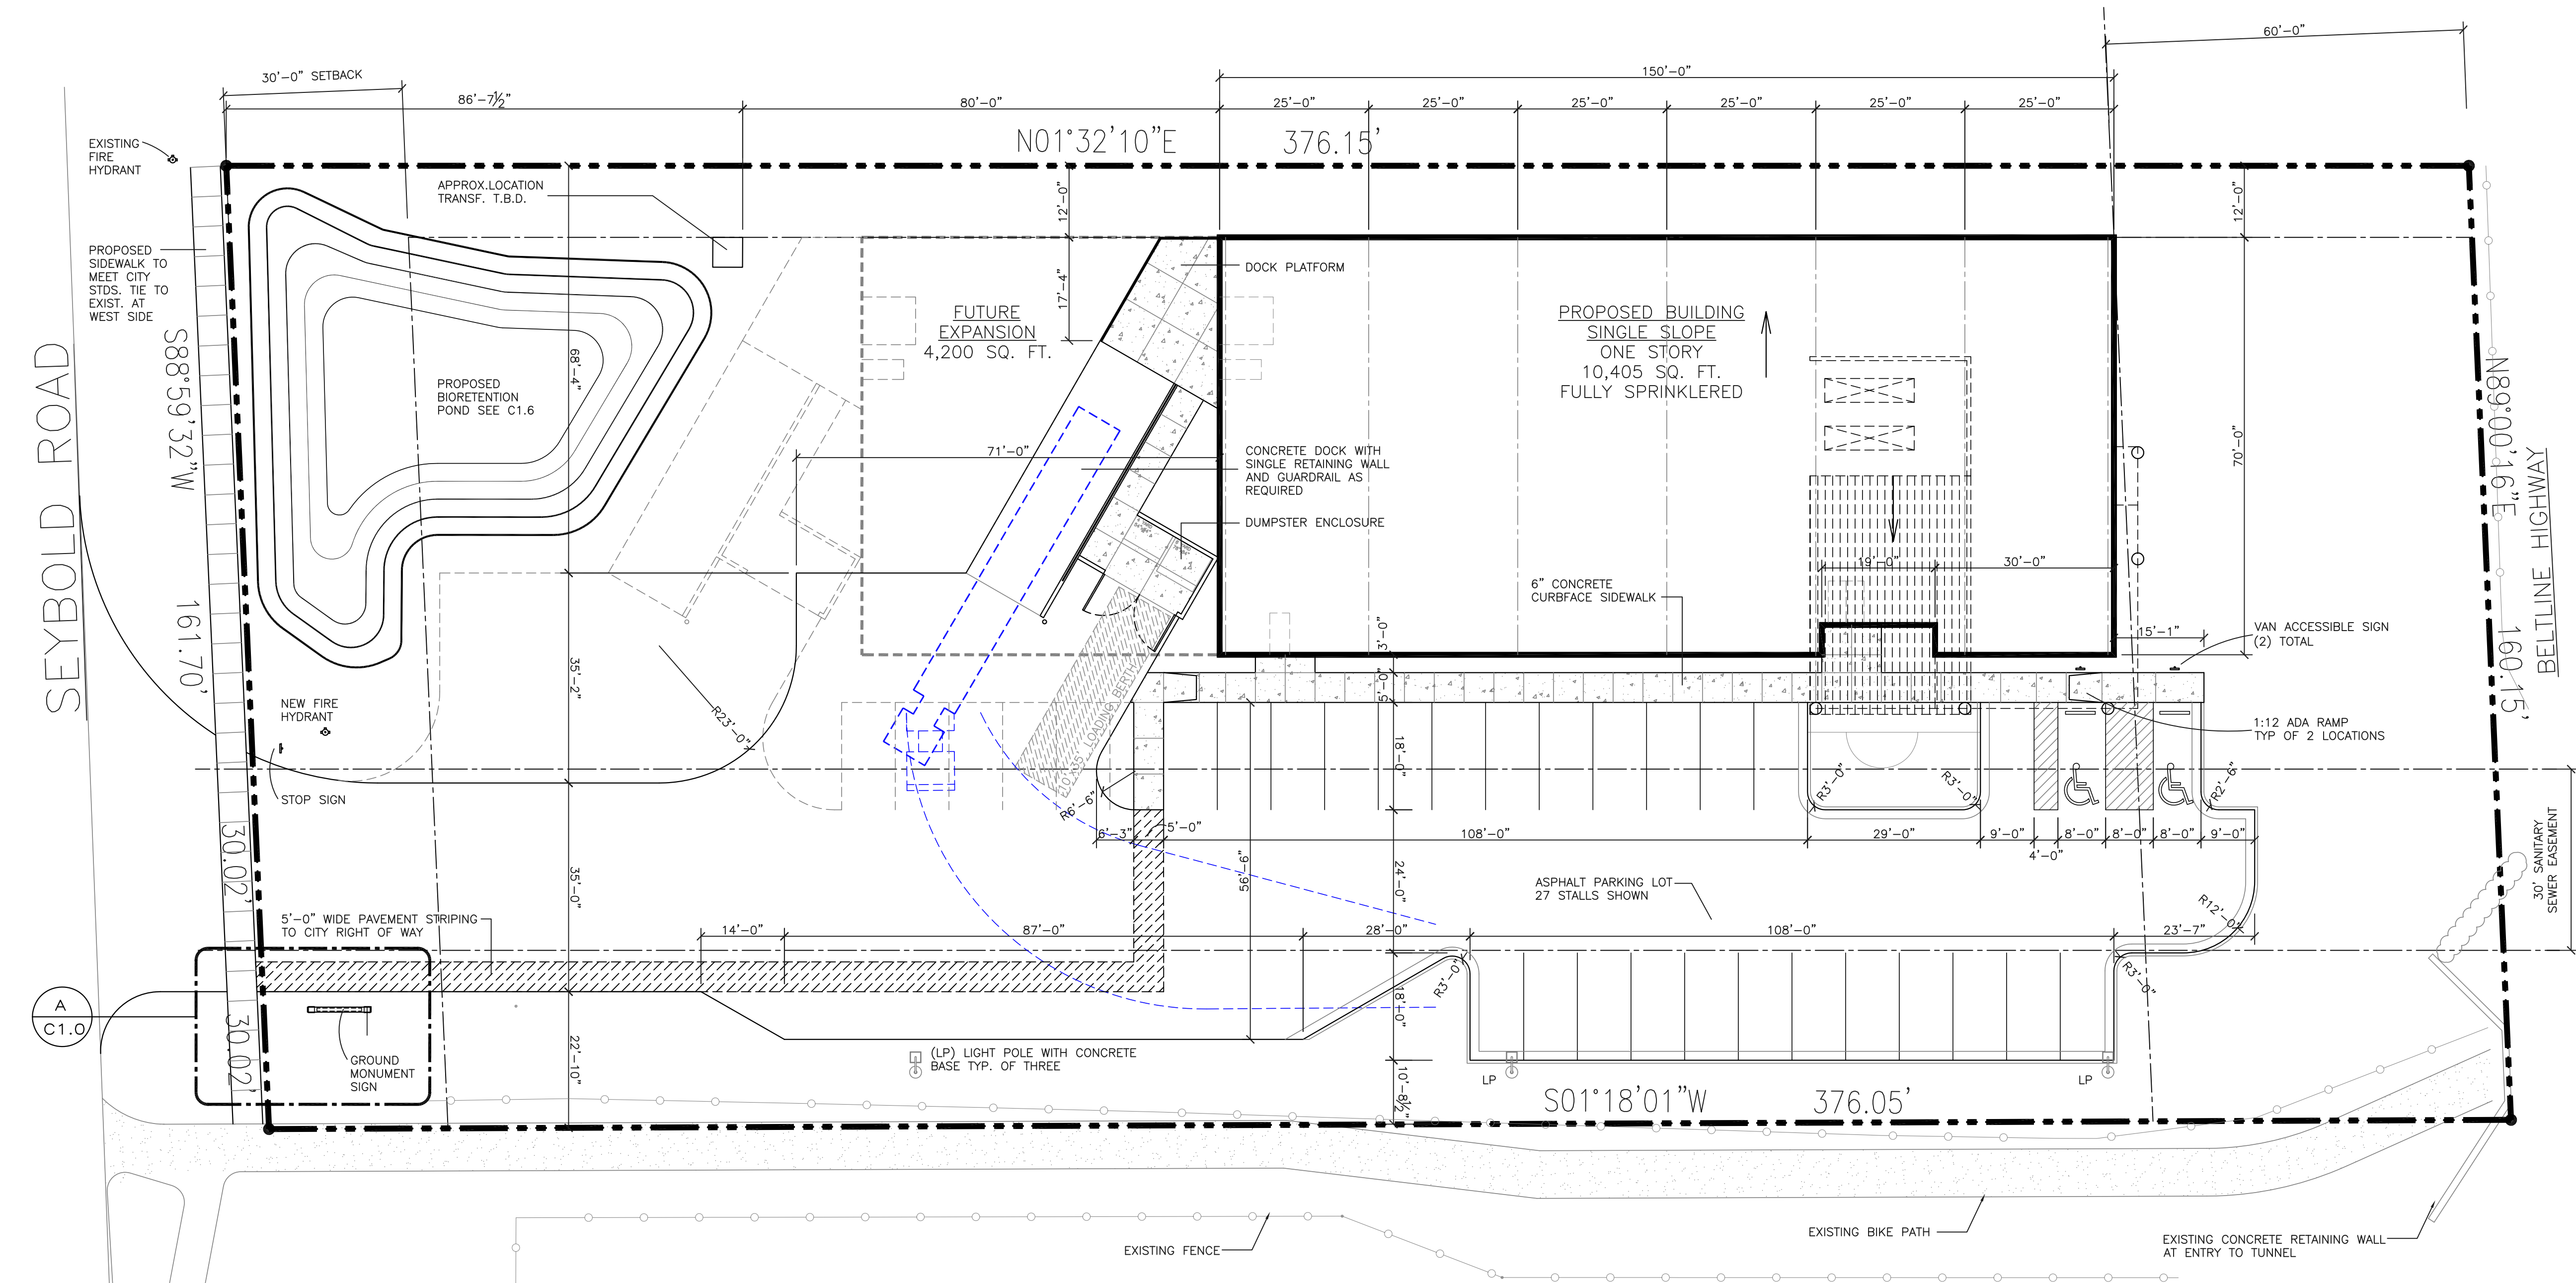 60'-0"
30'-0" SETBACK
150'-0"
86'-7½"
80'-0"
25'-0"
25'-0"
25'-0"
25'-0"
25'-0"
25'-0"
N01°32'10"E
376.15'
EXISTING
FIRE
HYDRANT
APPROX.LOCATION
TRANSF. T.B.D.
12'-0"
12'-0"
PROPOSED
SIDEWALK TO
MEET CITY
STDS. TIE TO
EXIST. AT
WEST SIDE
17'-4"
DOCK PLATFORM
FUTURE
EXPANSION
4,200 SQ. FT.
PROPOSED BUILDING
SINGLE SLOPE
ONE STORY
10,405 SQ. FT.
FULLY SPRINKLERED
S88°59'32"W
161.70'
68'-4"
PROPOSED
BIORETENTION
POND SEE C1.6
SEYBOLD ROAD
71'-0"
CONCRETE DOCK WITH
SINGLE RETAINING WALL
AND GUARDRAIL AS
REQUIRED
70'-0"
N89°00'16"E
160.15'
BELTLINE HIGHWAY
DUMPSTER ENCLOSURE
19'-0"
30'-0"
6" CONCRETE
CURBFACE SIDEWALK
3'-0"
15'-1"
VAN ACCESSIBLE SIGN
(2) TOTAL
35'-2"
5'-0"
NEW FIRE
HYDRANT
R23'-0"
10'X35' LOADING BERTH
1:12 ADA RAMP
TYP OF 2 LOCATIONS
18'-0"
STOP SIGN
R6'-6"
R3'-0"
R3'-0"
R2'-6"
6'-3"
5'-0"
108'-0"
29'-0"
9'-0"
4'-0"
8'-0"
8'-0"
8'-0"
9'-0"
30.02'
35'-0"
56'-6"
24'-0"
ASPHALT PARKING LOT
27 STALLS SHOWN
30' SANITARY
SEWER EASEMENT
5'-0" WIDE PAVEMENT STRIPING
TO CITY RIGHT OF WAY
R12'-0"
14'-0"
87'-0"
28'-0"
108'-0"
23'-7"
R3'-0"
R3'-0"
A
C1.0
30.02'
18'-0"
22'-10"
GROUND
MONUMENT
SIGN
(LP) LIGHT POLE WITH CONCRETE
BASE TYP. OF THREE
LP
LP
10'-8½"
S01°18'01"W
376.05'
EXISTING FENCE
EXISTING BIKE PATH
EXISTING CONCRETE RETAINING WALL
AT ENTRY TO TUNNEL